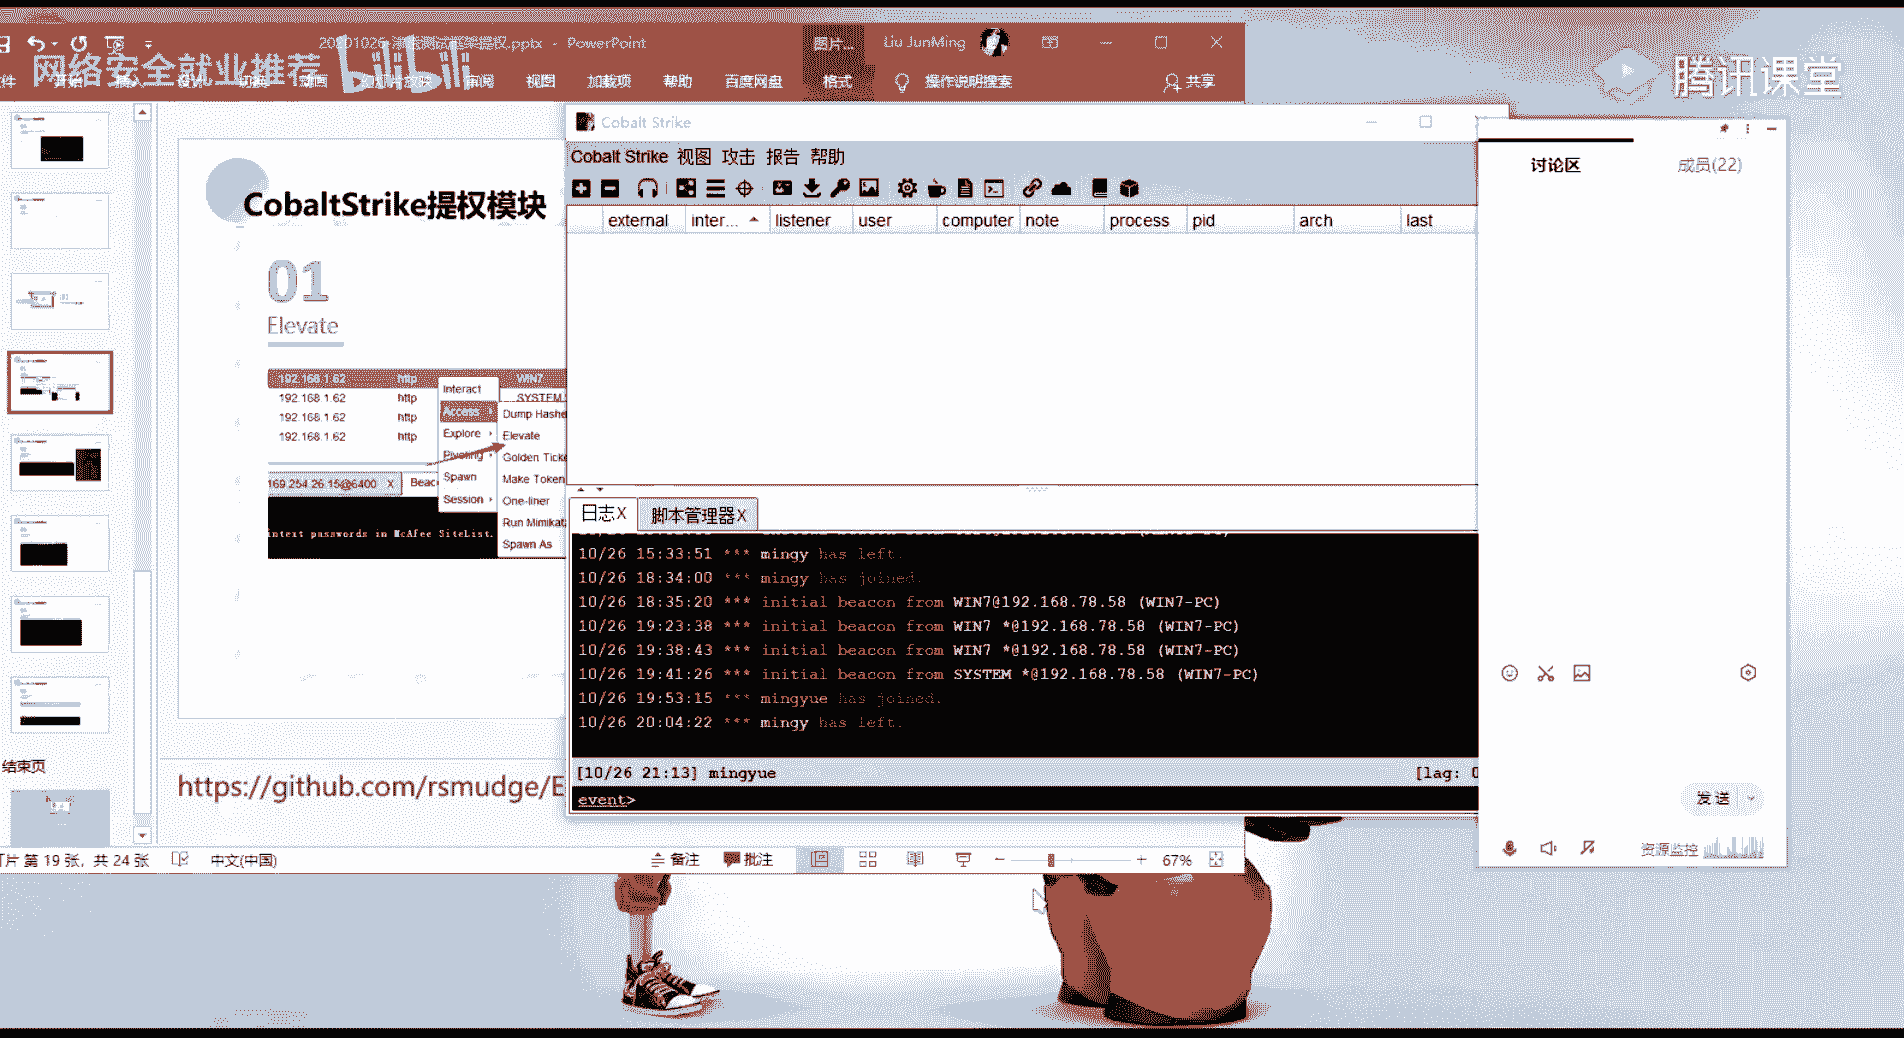 20201026-渗透测试框架提权.pptx - PowerPoint
图片...
Liu JunMing
网络安全就业推荐
bilibili
腾讯课堂
切换
动画
幻灯片放映
审阅
视图
加载项
帮助
百度网盘
格式
操作说明搜索
共享
CobaltStrike提权模块
01
Elevate
192.168.1.62 http WIN7
192.168.1.62 http SYSTEM
192.168.1.62 http
192.168.1.62 http
Interact
Access
Explore
Pivoting
Spawn
Session
Dump Hashe
Elevate
Golden Ticke
Make Token
One-liner
Run Mimikat
Spawn As
169.254.26.15@6400 X
Beac
intext passwords in McAfee SiteList.
https://github.com/rsmudge/E
结束页
片 第 19 张，共 24 张
中文(中国)
备注
批注
67%
Cobalt Strike
Cobalt Strike 视图 攻击 报告 帮助
external inter... listener user computer note process pid arch last
日志X 脚本管理器X
10/26 15:33:51 *** mingy has left.
10/26 18:34:00 *** mingy has joined.
10/26 18:35:20 *** initial beacon from WIN7@192.168.78.58 (WIN7-PC)
10/26 19:23:38 *** initial beacon from WIN7 *@192.168.78.58 (WIN7-PC)
10/26 19:38:43 *** initial beacon from WIN7 *@192.168.78.58 (WIN7-PC)
10/26 19:41:26 *** initial beacon from SYSTEM *@192.168.78.58 (WIN7-PC)
10/26 19:53:15 *** mingyue has joined.
10/26 20:04:22 *** mingy has left.
[10/26 21:13] mingyue
[lag: 0
event>
讨论区
成员(22)
发送
资源监控